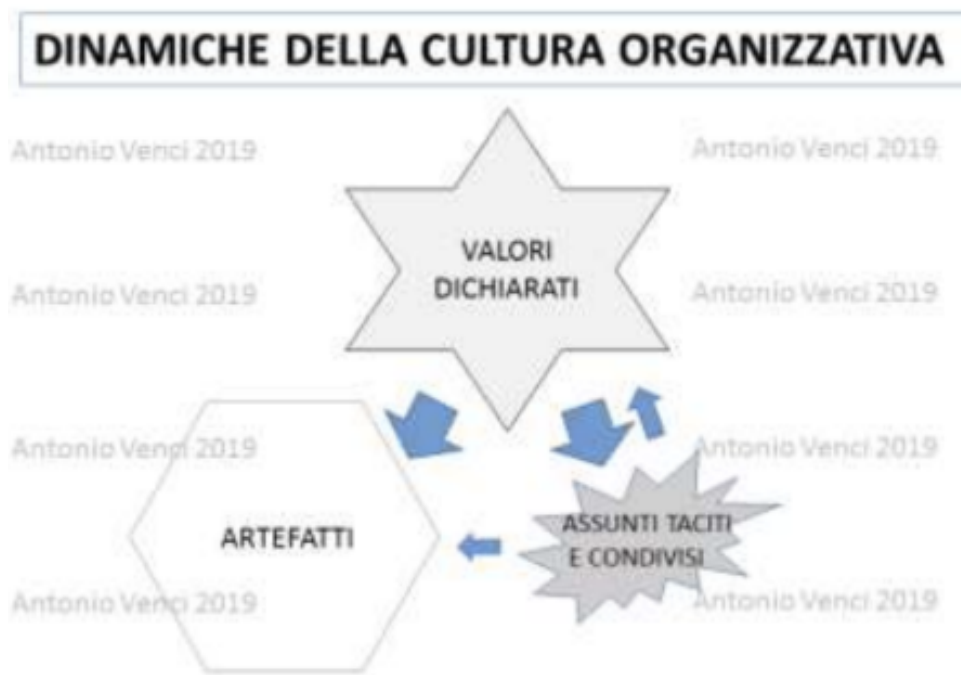 DINAMICHE DELLA CULTURA ORGANIZZATIVA
Antonio Venci 2019
Antonio Venci 2019
VALORI
DICHIARATI
Antonio Venci 2019
Antonio Venci 2019
Antonio Venci 2019
Antonio Venci 2019
ARTEFATTI
ASSUNTI TACITI
E CONDIVISI
Antonio Venci 2019
Antonio Venci 2019